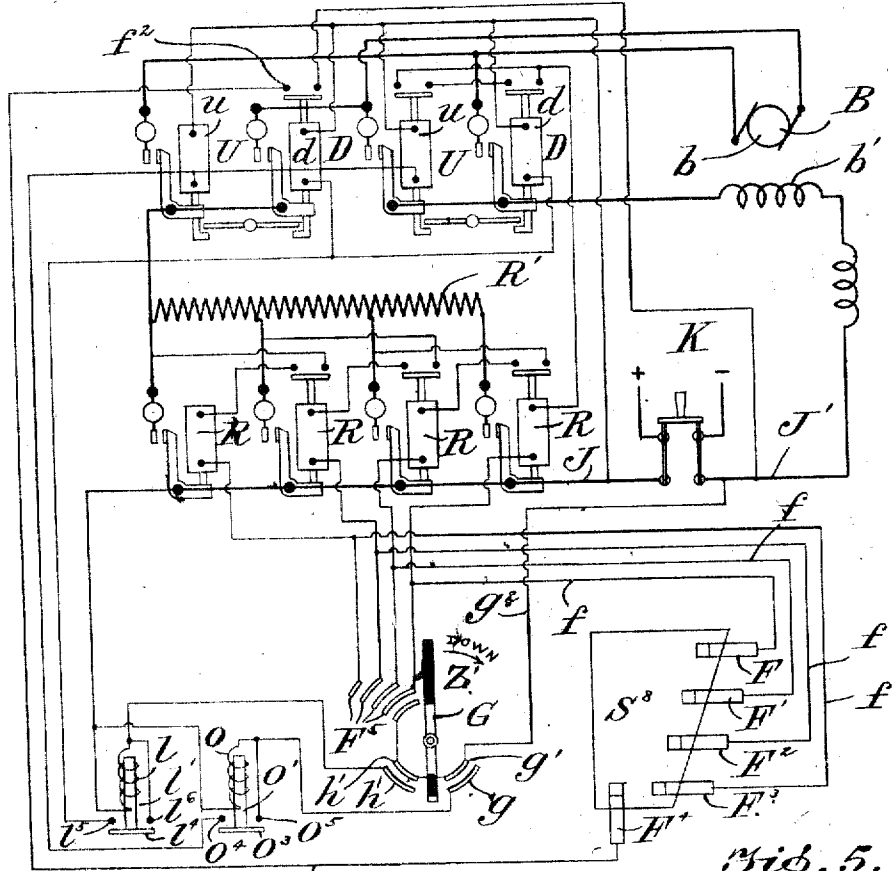 f²
u
U
d
D
u
U
d
D
B
b
b'
R'
K
+
−
R
R
R
R
J
J'
f
g⁸
f
f
f
DOWN
Z'
G
F⁵
S⁸
F
F'
F²
F³
F⁴
h'
h'
g'
g
l
l'
l⁶
l⁵
l⁴
O
O'
O⁴
O³
O⁵
Fig. 5.